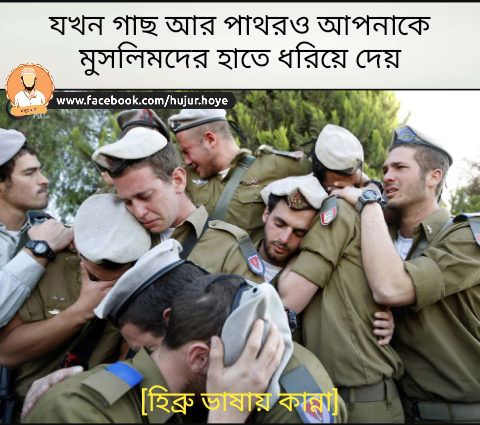 যখন গাছ আর পাথরও আপনাকে
মুসলিমদের হাতে ধরিয়ে দেয়
www.facebook.com/hujur.hoye
[হিব্রু ভাষায় কান্না]